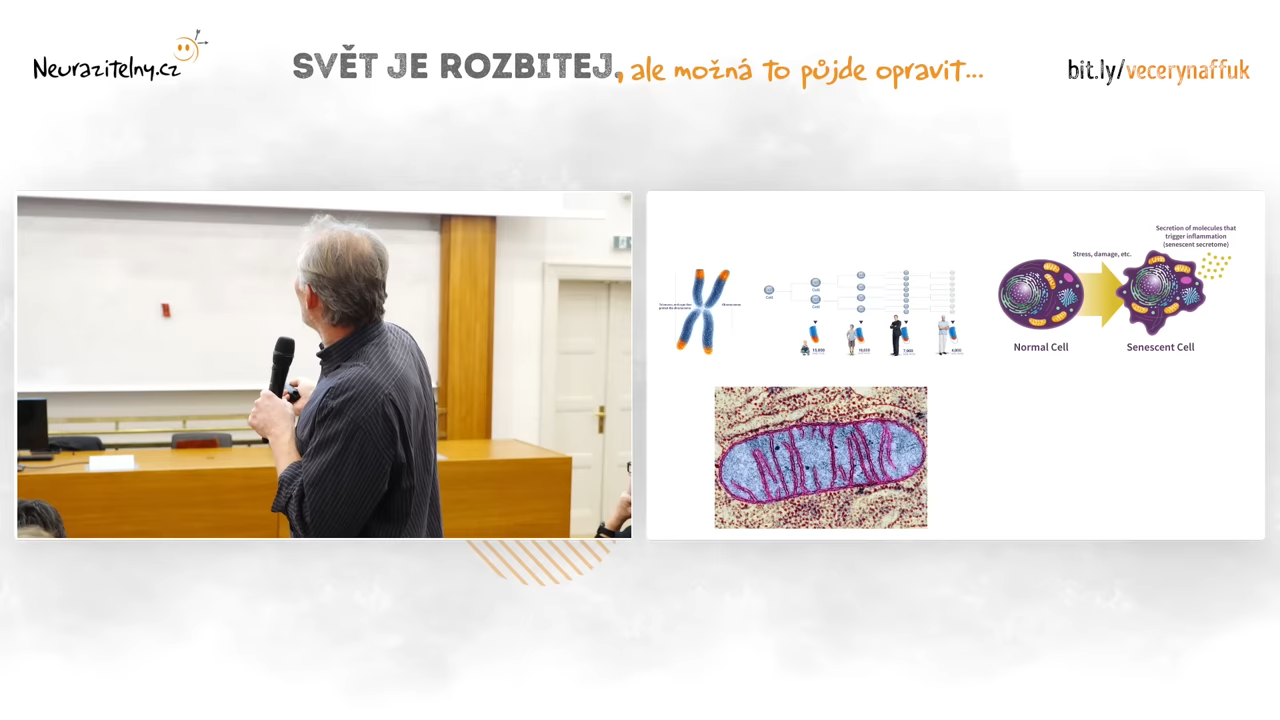 Neurazitelny.cz
SVĚT JE ROZBITEJ, ale možná to půjde opravit...
bit.ly/vecerynaffuk
Secretion of molecules that
trigger inflammation
(senescent secretome)
Stress, damage, etc.
Normal Cell
Senescent Cell
Cell